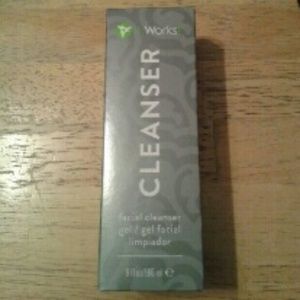 Works
CLEANSER
facial cleanser
gel / gel facial
limpiador